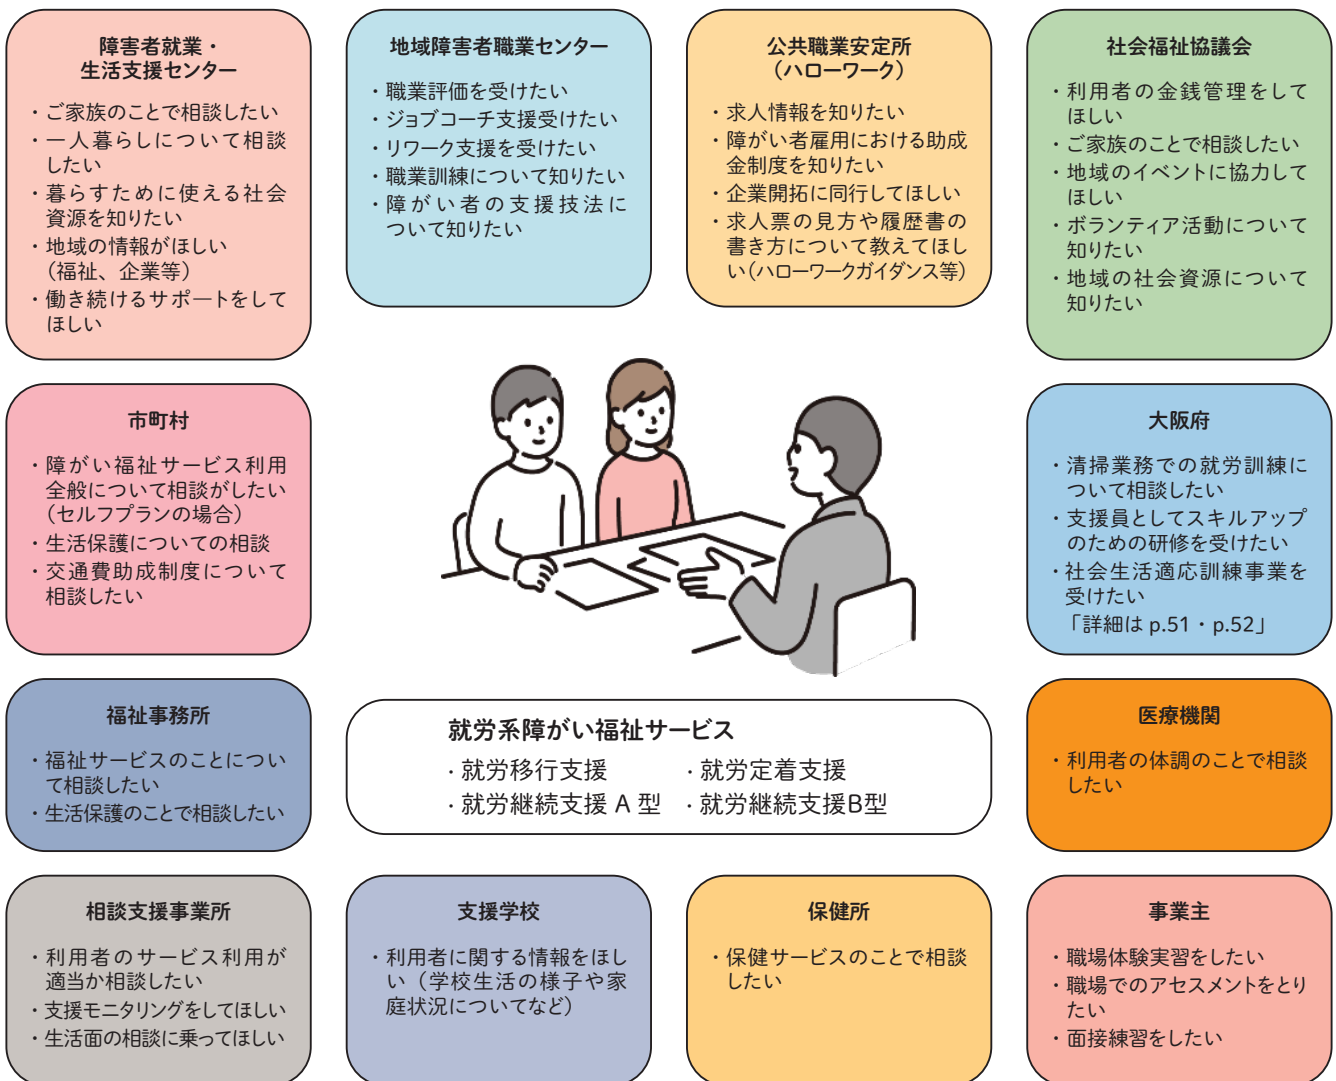 障害者就業・
生活支援センター
・ご家族のことで相談したい
・一人暮らしについて相談
したい
・暮らすために使える社会
資源を知りたい
・地域の情報がほしい
（福祉、企業等）
・働き続けるサポートをして
ほしい
地域障害者職業センター
・職業評価を受けたい
・ジョブコーチ支援受けたい
・リワーク支援を受けたい
・職業訓練について知りたい
・障がい者の支援技法に
ついて知りたい
公共職業安定所
（ハローワーク）
・求人情報を知りたい
・障がい者雇用における助成
金制度を知りたい
・企業開拓に同行してほしい
・求人票の見方や履歴書の
書き方について教えてほし
い（ハローワークガイダンス等）
社会福祉協議会
・利用者の金銭管理をして
ほしい
・ご家族のことで相談したい
・地域のイベントに協力して
ほしい
・ボランティア活動について
知りたい
・地域の社会資源について
知りたい
市町村
・障がい福祉サービス利用
全般について相談がしたい
（セルフプランの場合）
・生活保護についての相談
・交通費助成制度について
相談したい
大阪府
・清掃業務での就労訓練に
ついて相談したい
・支援員としてスキルアップ
のための研修を受けたい
・社会生活適応訓練事業を
受けたい
「詳細は p.51・p.52」
福祉事務所
・福祉サービスのことについ
て相談したい
・生活保護のことで相談したい
就労系障がい福祉サービス
・就労移行支援 ・就労定着支援
・就労継続支援 A 型 ・就労継続支援B型
医療機関
・利用者の体調のことで相談
したい
相談支援事業所
・利用者のサービス利用が
適当か相談したい
・支援モニタリングをしてほしい
・生活面の相談に乗ってほしい
支援学校
・利用者に関する情報をほし
い（学校生活の様子や家
庭状況についてなど）
保健所
・保健サービスのことで相談
したい
事業主
・職場体験実習をしたい
・職場でのアセスメントをとり
たい
・面接練習をしたい